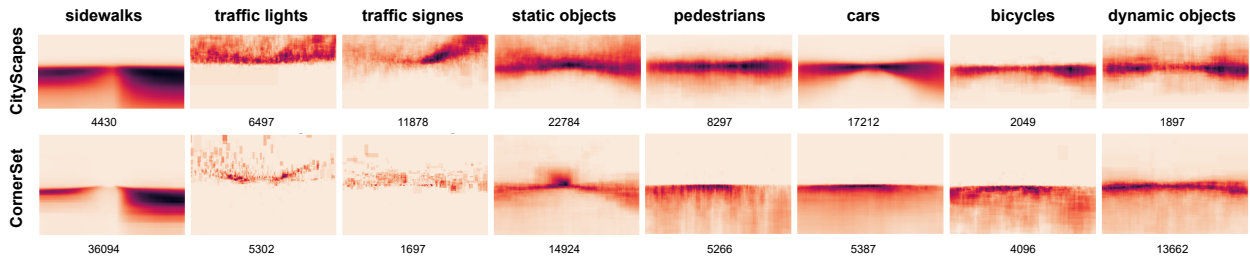 sidewalks traffic lights traffic signes static objects pedestrians cars bicycles dynamic objects
CityScapes
4430 6497 11878 22784 8297 17212 2049 1897
CornerSet
36094 5302 1697 14924 5266 5387 4096 13662